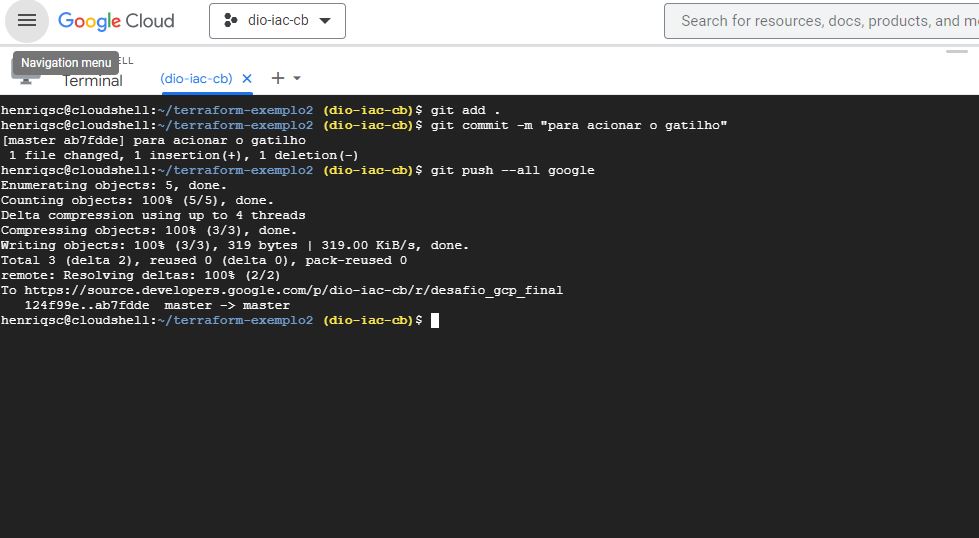 Google Cloud
dio-iac-cb
Search for resources, docs, products, and m
Navigation menu
ELL
Terminal
(dio-iac-cb)
henriqsc@cloudshell:~/terraform-exemplo2 (dio-iac-cb)$ git add .
henriqsc@cloudshell:~/terraform-exemplo2 (dio-iac-cb)$ git commit -m "para acionar o gatilho"
[master ab7fdde] para acionar o gatilho
 1 file changed, 1 insertion(+), 1 deletion(-)
henriqsc@cloudshell:~/terraform-exemplo2 (dio-iac-cb)$ git push --all google
Enumerating objects: 5, done.
Counting objects: 100% (5/5), done.
Delta compression using up to 4 threads
Compressing objects: 100% (3/3), done.
Writing objects: 100% (3/3), 319 bytes | 319.00 KiB/s, done.
Total 3 (delta 2), reused 0 (delta 0), pack-reused 0
remote: Resolving deltas: 100% (2/2)
To https://source.developers.google.com/p/dio-iac-cb/r/desafio_gcp_final
   124f99e..ab7fdde  master -> master
henriqsc@cloudshell:~/terraform-exemplo2 (dio-iac-cb)$